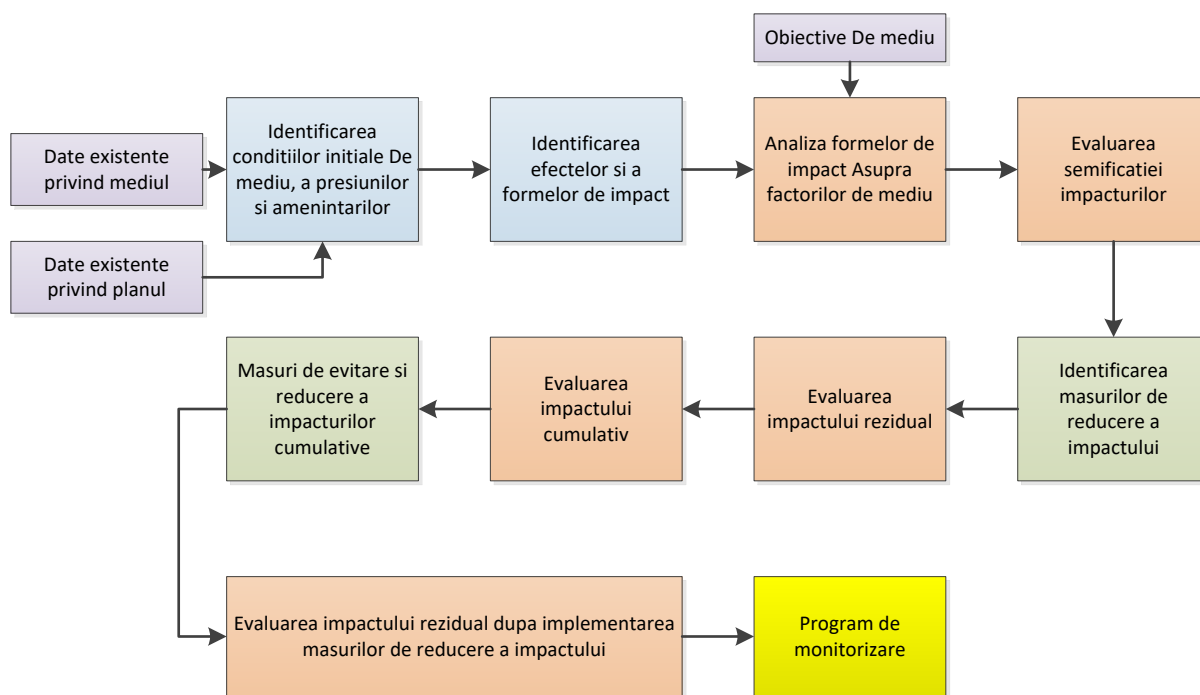 Obiective De mediu
Date existente
privind mediul
Identificarea
conditiilor initiale De
mediu, a presiunilor
si amenintarilor
Identificarea
efectelor si a
formelor de impact
Analiza formelor de
impact Asupra
factorilor de mediu
Evaluarea
semificatiei
impacturilor
Date existente
privind planul
Identificarea
masurilor de
reducere a
impactului
Evaluarea
impactului rezidual
Evaluarea
impactului
cumulativ
Masuri de evitare si
reducere a
impacturilor
cumulative
Evaluarea impactului rezidual dupa implementarea
masurilor de reducere a impactului
Program de
monitorizare